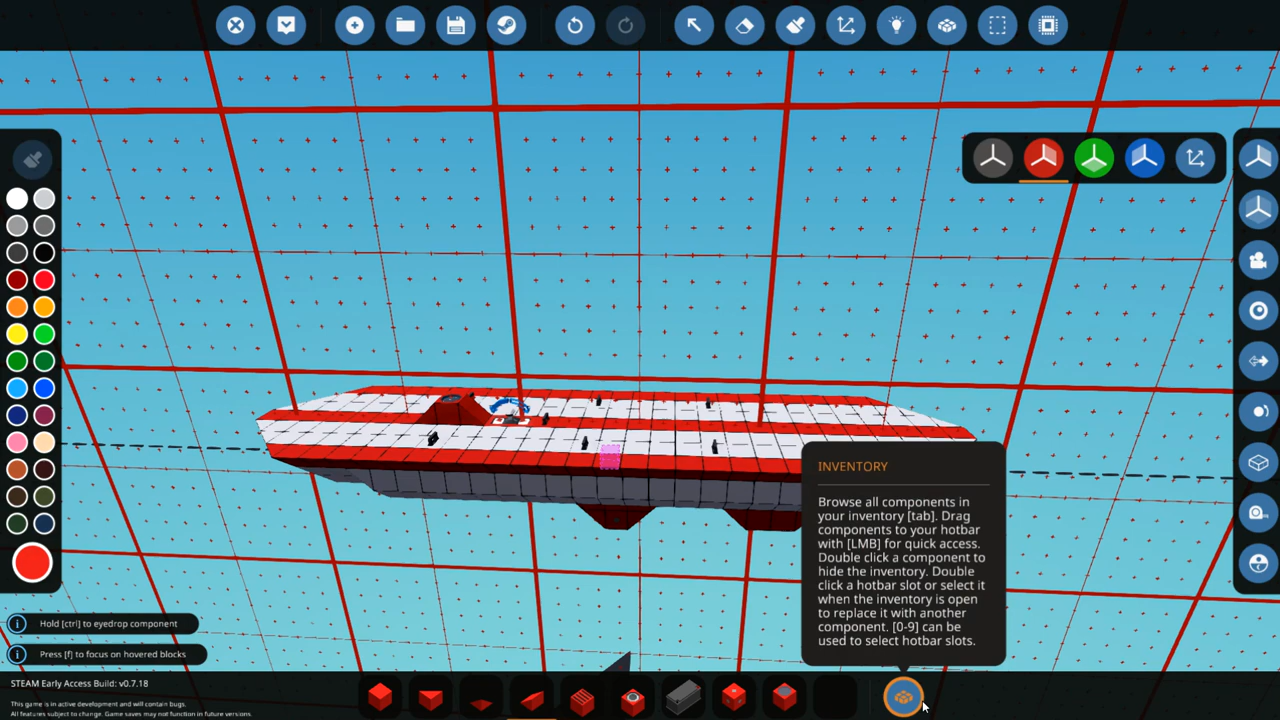 INVENTORY
Browse all components in
your inventory [tab]. Drag
components to your hotbar
with [LMB] for quick access.
Double click a component to
hide the inventory. Double
click a hotbar slot or select it
when the inventory is open
to replace it with another
component. [0-9] can be
used to select hotbar slots.
Hold [ctrl] to eyedrop component
Press [f] to focus on hovered blocks
STEAM Early Access Build: v0.7.18
This game is in active development and will contain bugs.
All features subject to change. Game saves may not function in future versions.